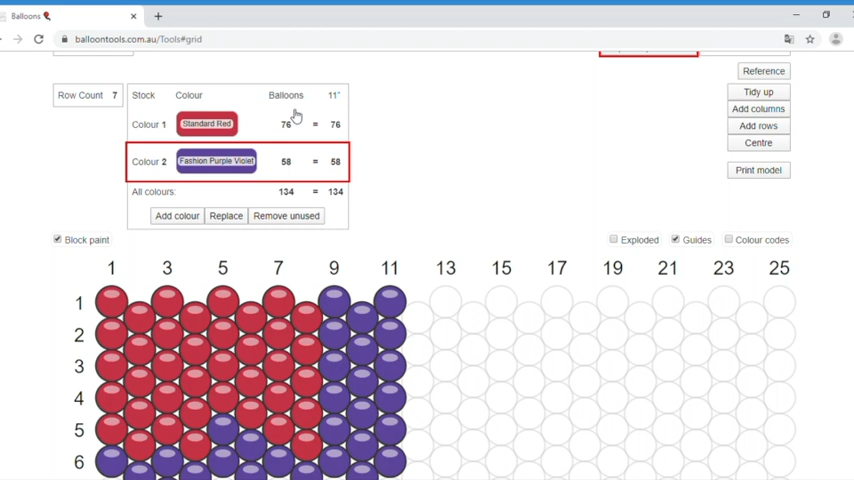 Balloons
balloontools.com.au/Tools#grid
Reference
Row Count 7
Stock Colour Balloons 11"
Tidy up
Add columns
Colour 1 Standard Red 76 = 76
Add rows
Centre
Colour 2 Fashion Purple Violet 58 = 58
Print model
All colours: 134 = 134
Add colour Replace Remove unused
Block paint Exploded Guides Colour codes
1 3 5 7 9 11 13 15 17 19 21 23 25
1
2
3
4
5
6